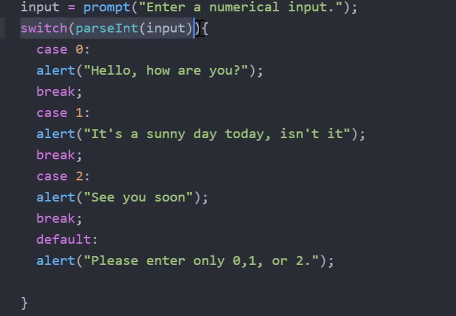 input = prompt("Enter a numerical input.");
switch(parseInt(input)){
case 0:
alert("Hello, how are you?");
break;
case 1:
alert("It's a sunny day today, isn't it");
break;
case 2:
alert("See you soon");
break;
default:
alert("Please enter only 0,1, or 2.");
}